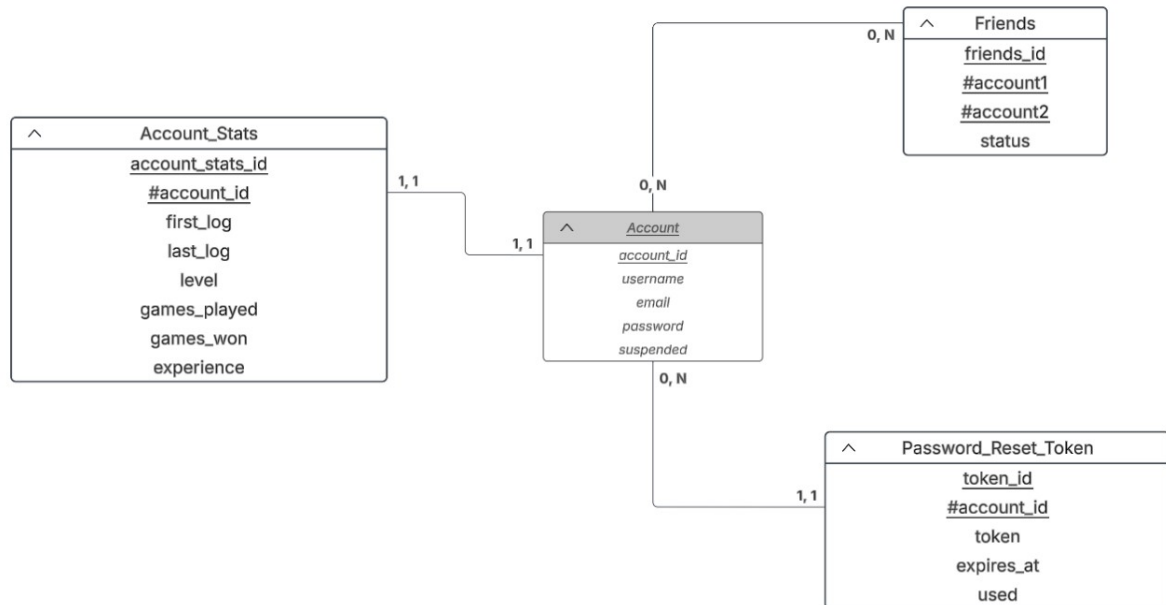 Friends
friends_id
#account1
#account2
status
0, N
0, N
Account_Stats
account_stats_id
#account_id
first_log
last_log
level
games_played
games_won
experience
1, 1
1, 1
Account
account_id
username
email
password
suspended
0, N
1, 1
Password_Reset_Token
token_id
#account_id
token
expires_at
used